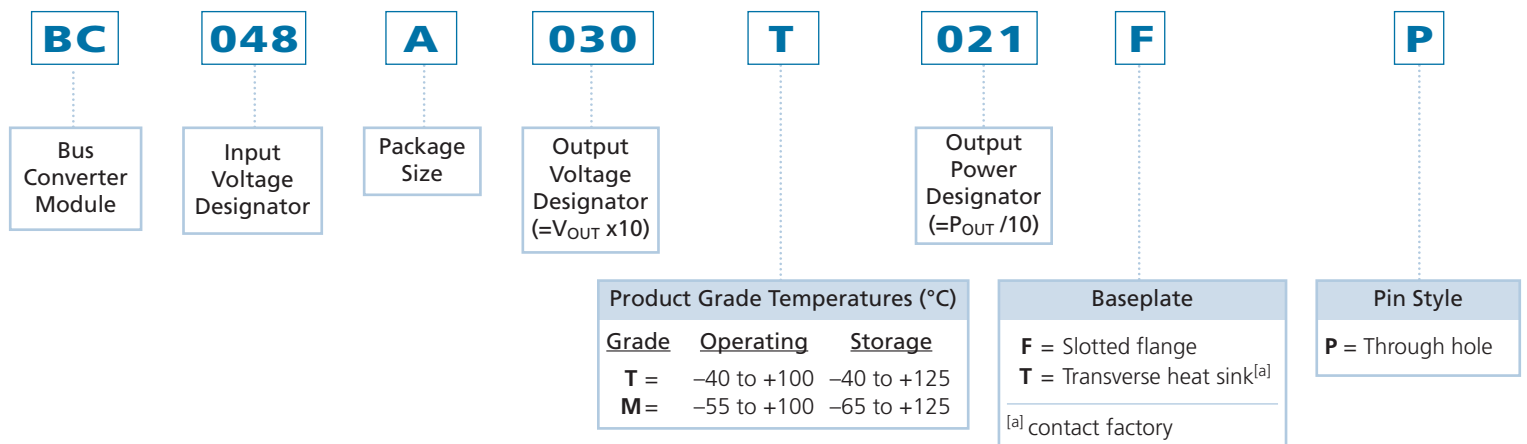 BC 048 A 030 T 021 F P
Bus
Converter
Module
Input
Voltage
Designator
Package
Size
Output
Voltage
Designator
(=VOUT x10)
Output
Power
Designator
(=POUT /10)
Product Grade Temperatures (°C)
Grade Operating Storage
T = –40 to +100 –40 to +125
M = –55 to +100 –65 to +125
Baseplate
F = Slotted flange
T = Transverse heat sink[a]
[a] contact factory
Pin Style
P = Through hole